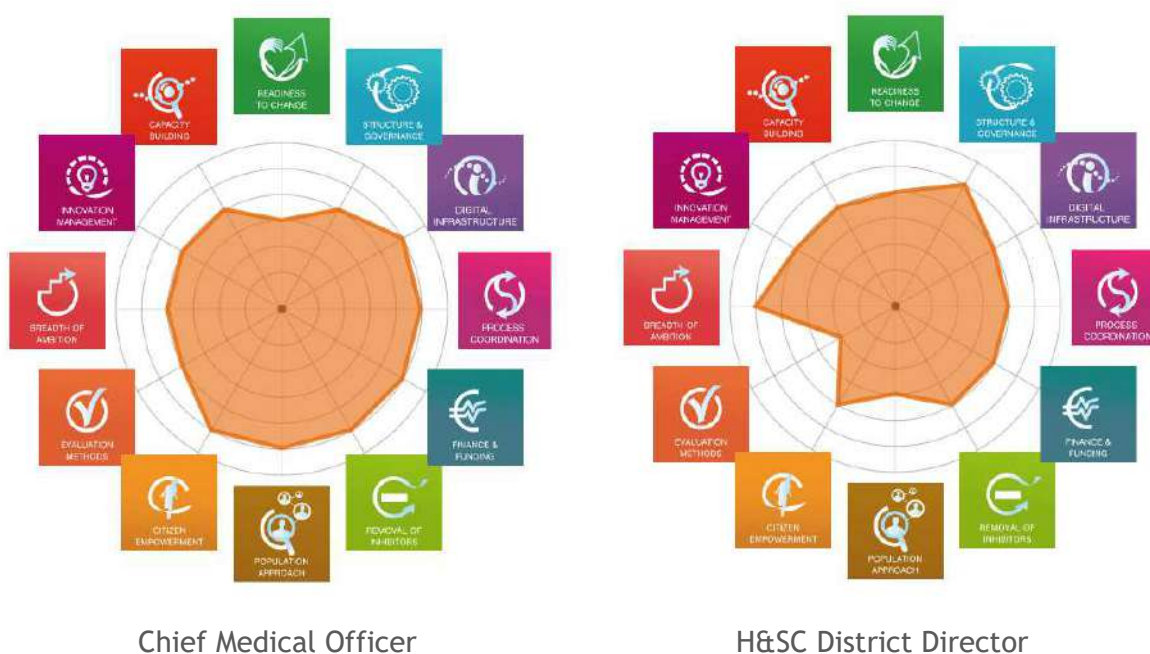 READINESS
TO CHANGE
STRUCTURE &
GOVERNANCE
DIGITAL
INFRASTRUCTURE
PROCESS
COORDINATION
FINANCE &
FUNDING
REMOVAL OF
INHIBITORS
POPULATION
APPROACH
CITIZEN
EMPOWERMENT
EVALUATION
METHODS
BREADTH OF
AMBITION
INNOVATION
MANAGEMENT
CAPACITY
BUILDING
Chief Medical Officer
READINESS
TO CHANGE
STRUCTURE &
GOVERNANCE
DIGITAL
INFRASTRUCTURE
PROCESS
COORDINATION
FINANCE &
FUNDING
REMOVAL OF
INHIBITORS
POPULATION
APPROACH
CITIZEN
EMPOWERMENT
EVALUATION
METHODS
BREADTH OF
AMBITION
INNOVATION
MANAGEMENT
CAPACITY
BUILDING
H&SC District Director